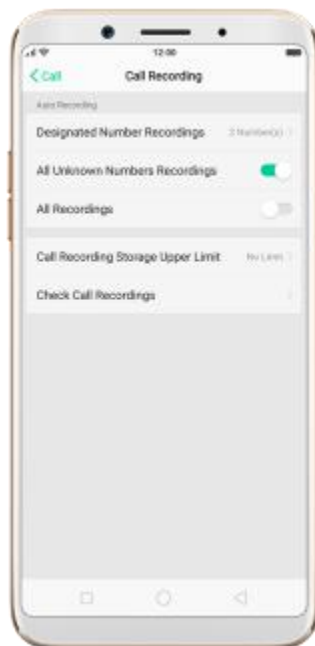 12:00
Call
Call Recording
Auto Recording
Designated Number Recordings
Number(s)
All Unknown Numbers Recordings
All Recordings
Call Recording Storage Upper Limit No Limit
Check Call Recordings